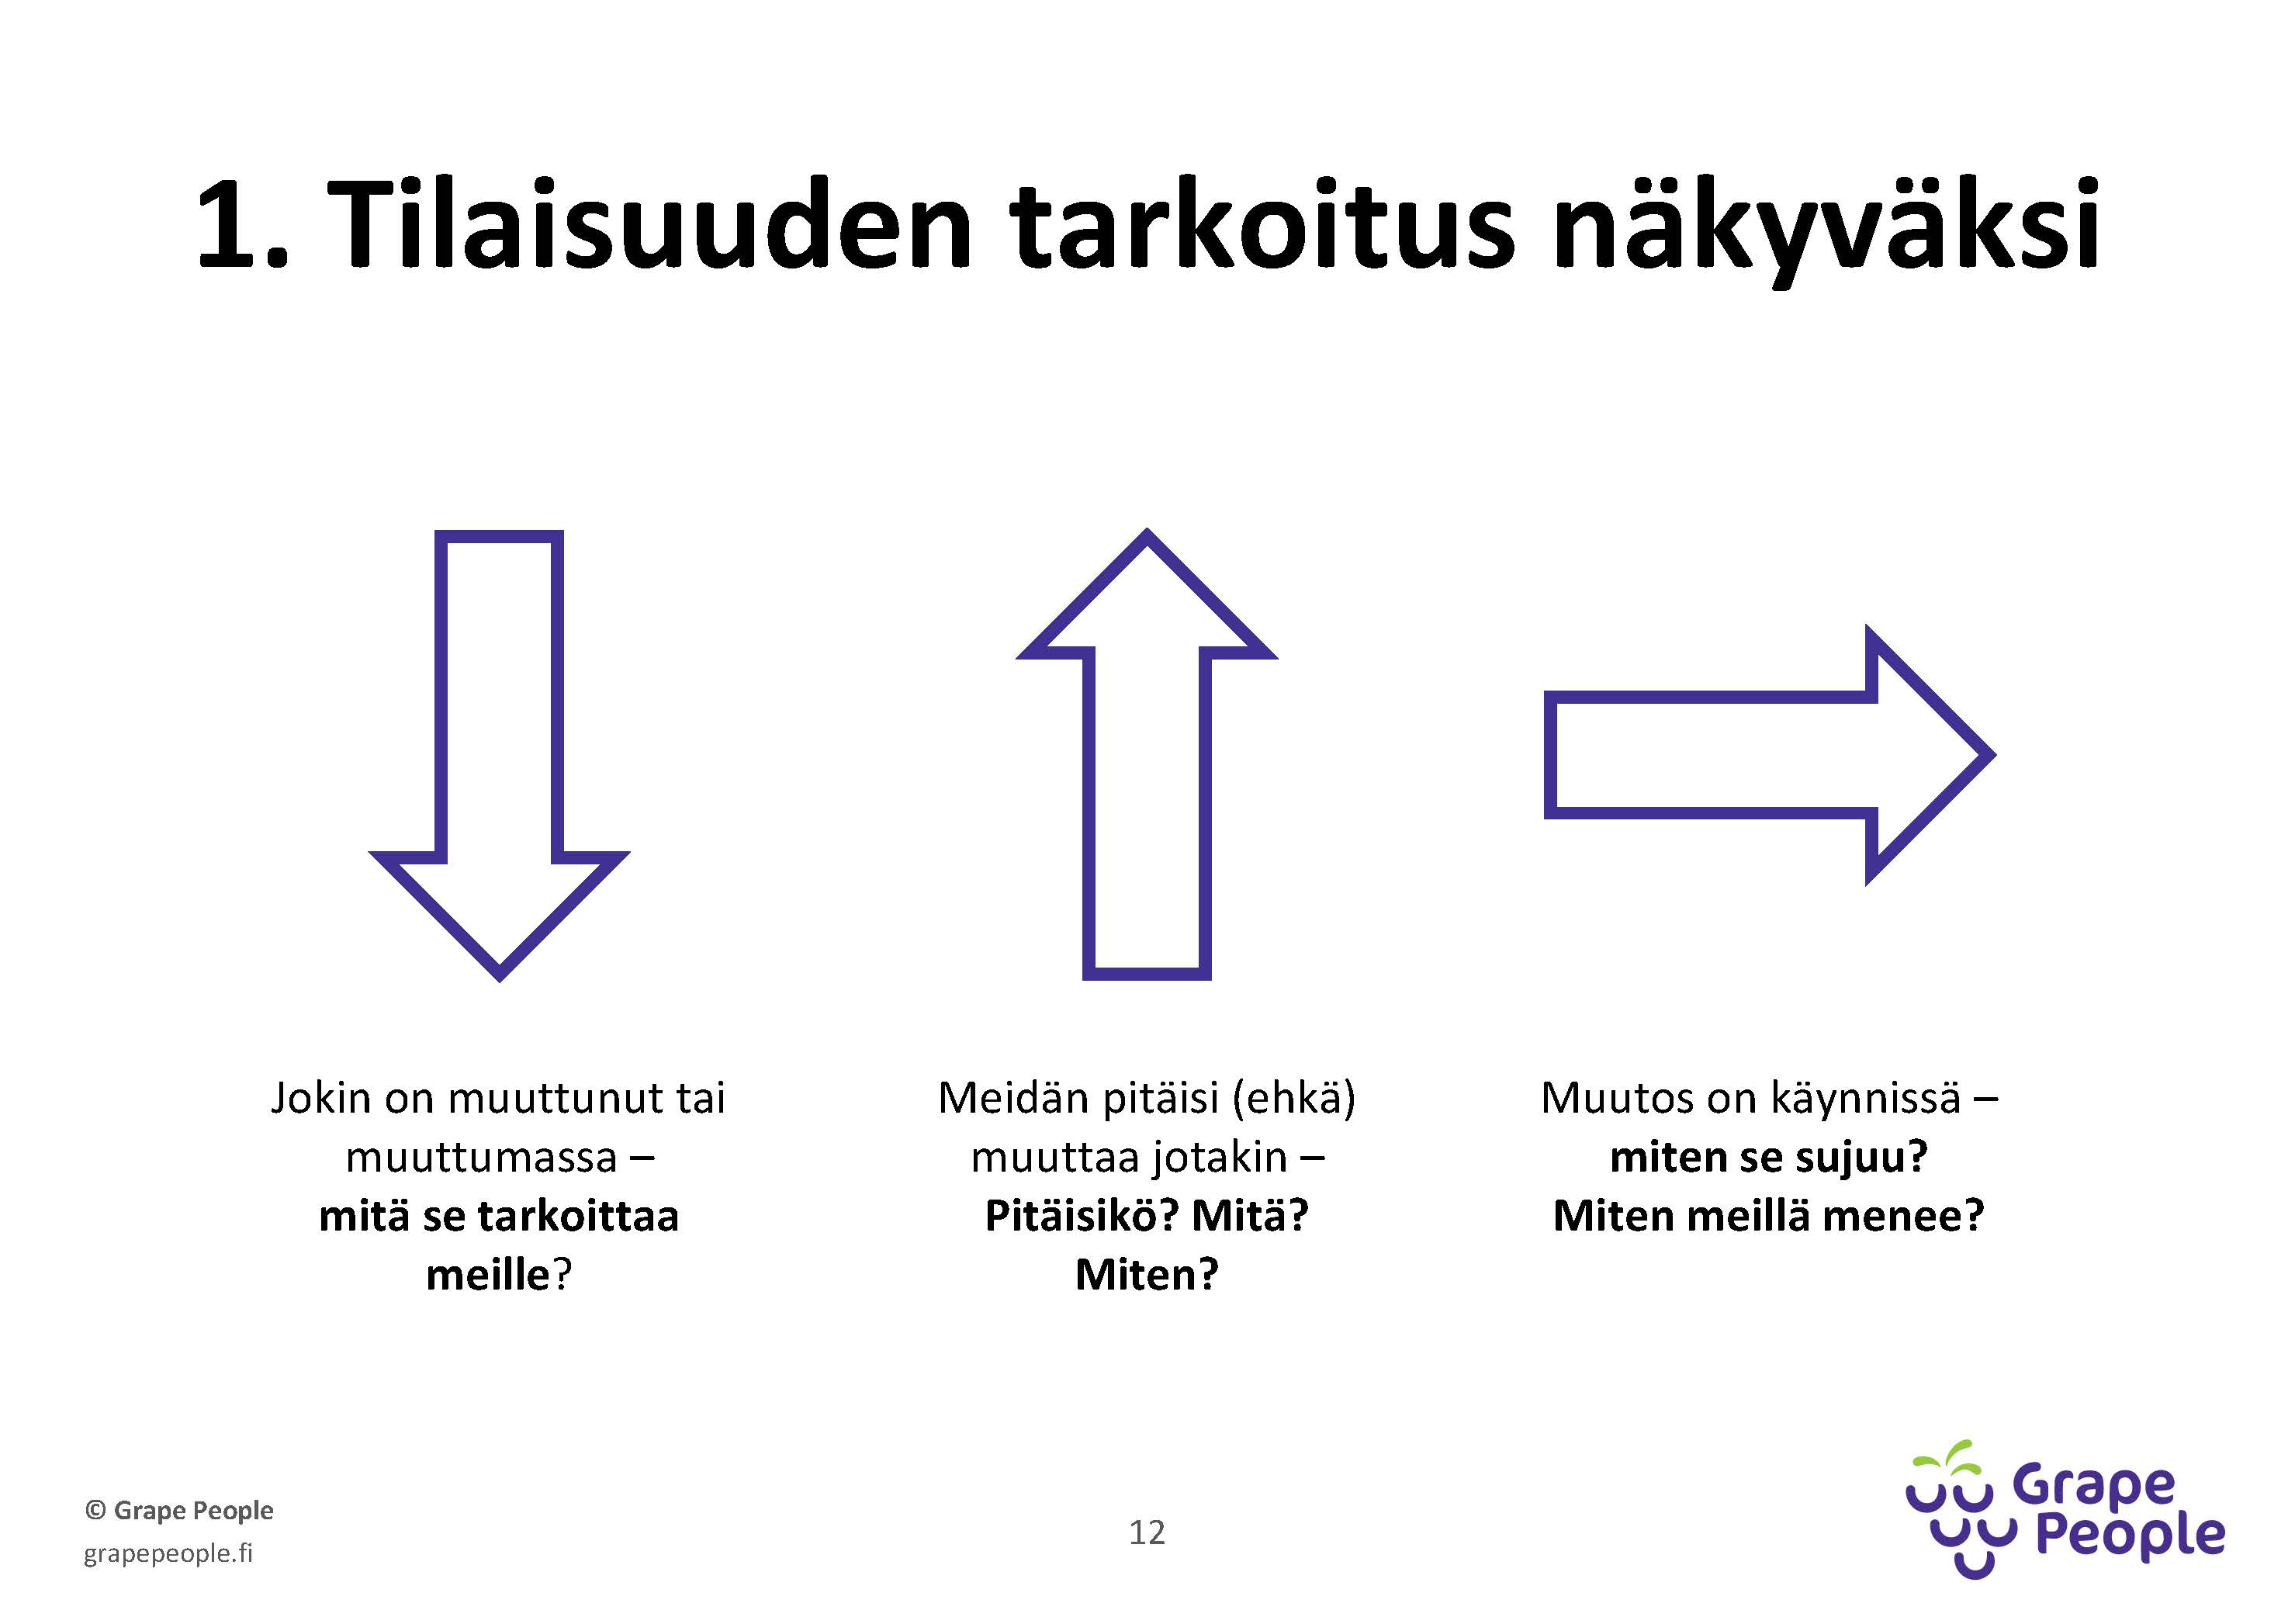 1. Tilaisuuden tarkoitus näkyväksi
Jokin on muuttunut tai
muuttumassa –
mitä se tarkoittaa
meille?
Meidän pitäisi (ehkä)
muuttaa jotakin –
Pitäisikö? Mitä?
Miten?
Muutos on käynnissä –
miten se sujuu?
Miten meillä menee?
© Grape People
grapepeople.fi
12
Grape
People